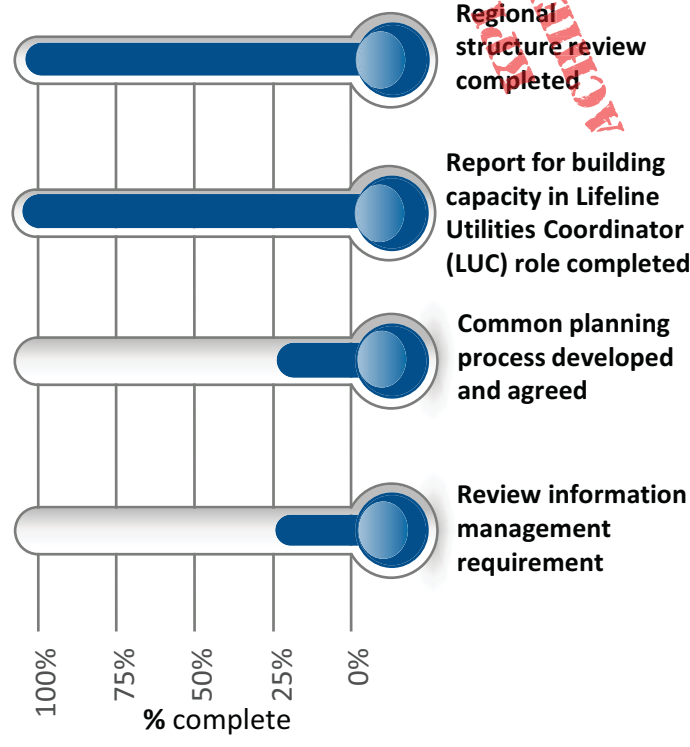 Regional
structure review
completed
Report for building
capacity in Lifeline
Utilities Coordinator
(LUC) role completed
Common planning
process developed
and agreed
Review information
management
requirement
100%
75%
50%
25%
0%
% complete